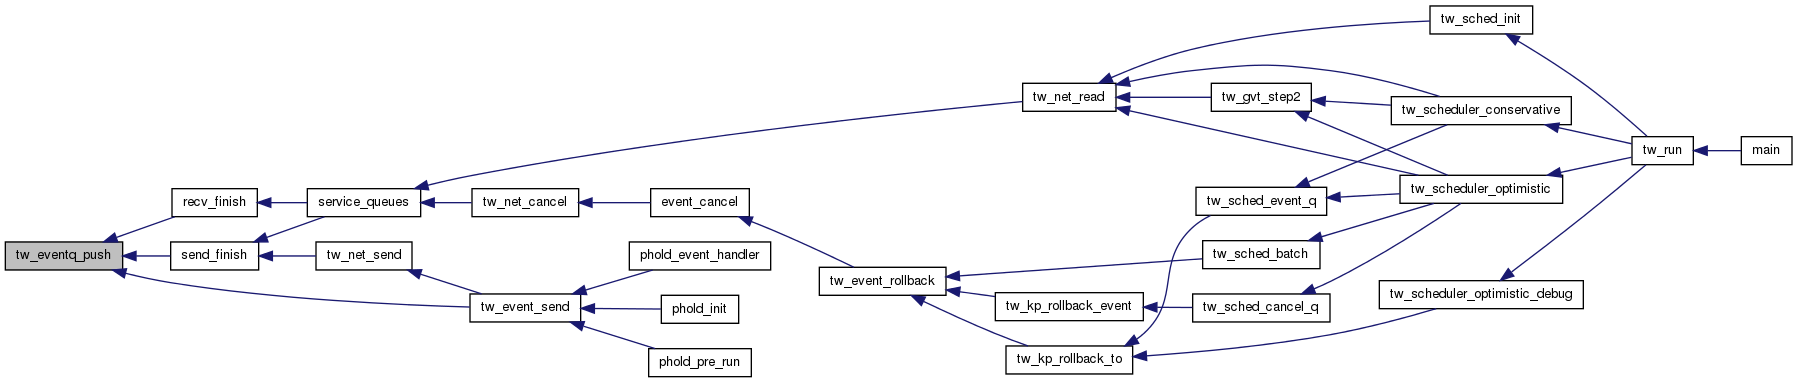 tw_sched_init
tw_net_read
tw_gvt_step2
tw_scheduler_conservative
tw_run
main
recv_finish
service_queues
tw_net_cancel
event_cancel
tw_sched_event_q
tw_scheduler_optimistic
tw_eventq_push
send_finish
tw_net_send
phold_event_handler
tw_sched_batch
tw_event_rollback
tw_scheduler_optimistic_debug
tw_event_send
phold_init
tw_kp_rollback_event
tw_sched_cancel_q
phold_pre_run
tw_kp_rollback_to